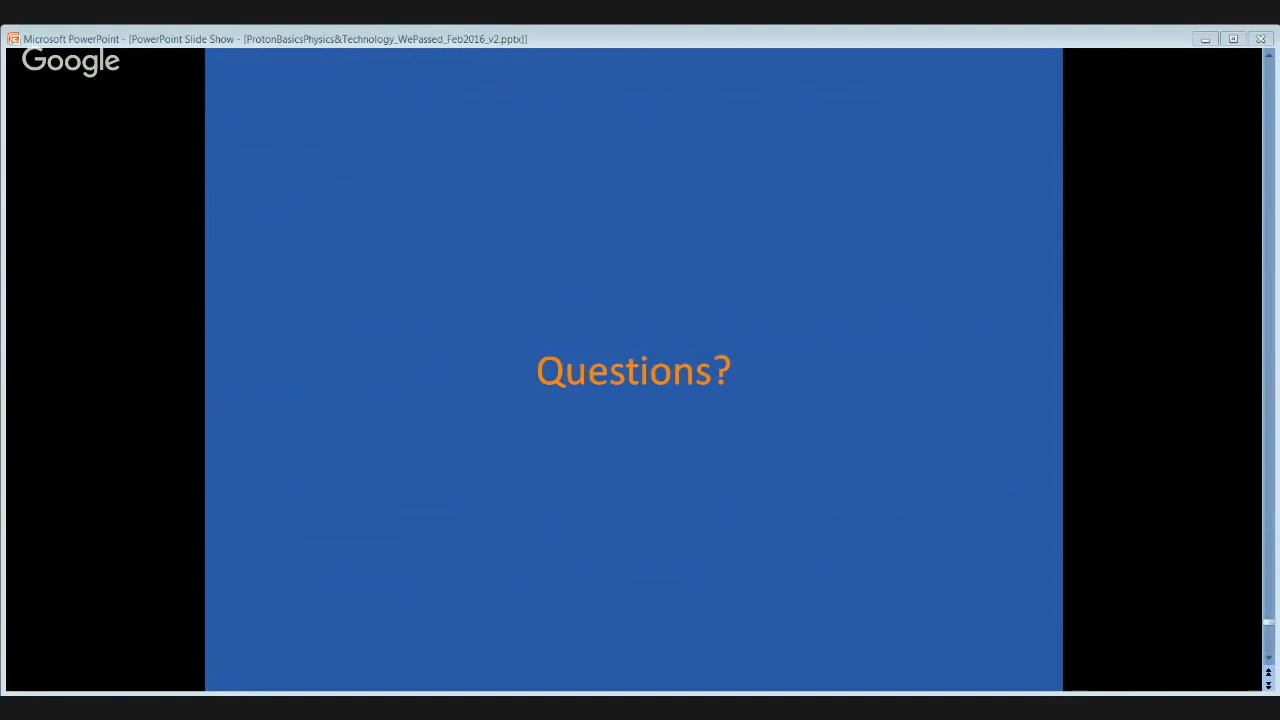 Microsoft PowerPoint - [PowerPoint Slide Show - [ProtonBasicsPhysics&Technology_WePassed_Feb2016_v2.pptx]]
Google
Questions?